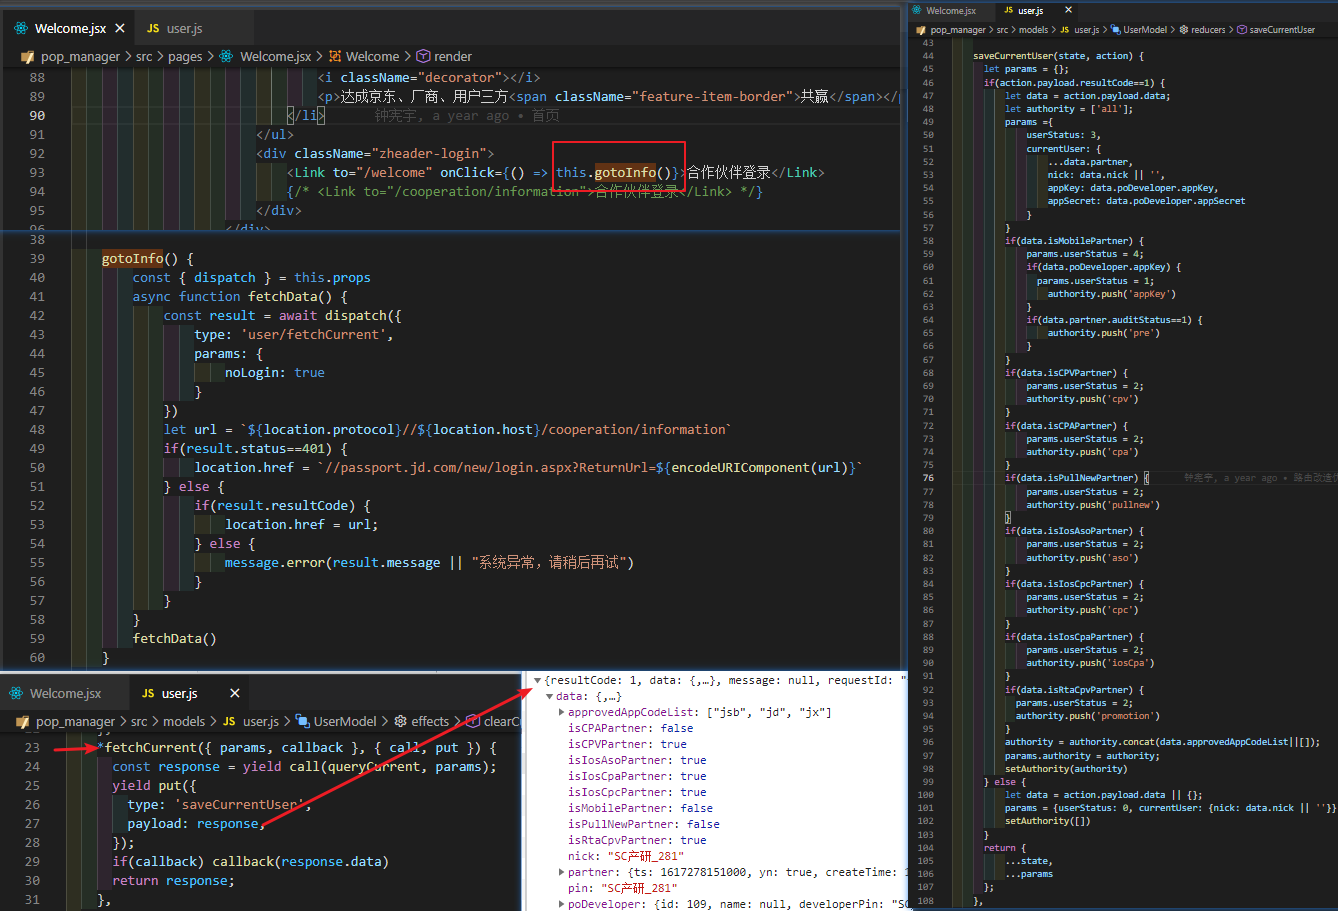 Welcome.jsx
JS user.js
pop_manager > src > pages > Welcome.jsx > Welcome > render
88 <i className="decorator"></i>
89 <p>达成京东、厂商、用户三方<span className="feature-item-border">共赢</span></p
90 </li> 钟宪宇, a year ago • 首页
91 </ul>
92 <div className="zheader-login">
93 <Link to="/welcome" onClick={() => this.gotoInfo()}>合作伙伴登录</Link>
94 {/* <Link to="/cooperation/information">合作伙伴登录</Link> */}
95 </div>
96 </div>
38
39 gotoInfo() {
40 const { dispatch } = this.props
41 async function fetchData() {
42 const result = await dispatch({
43 type: 'user/fetchCurrent',
44 params: {
45 noLogin: true
46 }
47 })
48 let url = `${location.protocol}//${location.host}/cooperation/information`
49 if(result.status==401) {
50 location.href = `//passport.jd.com/new/login.aspx?ReturnUrl=${encodeURIComponent(url)}`
51 } else {
52 if(result.resultCode) {
53 location.href = url;
54 } else {
55 message.error(result.message || "系统异常，请稍后再试")
56 }
57 }
58 }
59 fetchData()
60 }
Welcome.jsx
JS user.js
pop_manager > src > models > JS user.js > UserModel > effects > clearCu
23 *fetchCurrent({ params, callback }, { call, put }) {
24 const response = yield call(queryCurrent, params);
25 yield put({
26 type: 'saveCurrentUser',
27 payload: response,
28 });
29 if(callback) callback(response.data)
30 return response;
31 },
{resultCode: 1, data: {,…}, message: null, requestId: "
data: {,…}
approvedAppCodeList: ["jsb", "jd", "jx"]
isCPAPartner: false
isCPVPartner: true
isIosAsoPartner: true
isIosCpaPartner: true
isIosCpcPartner: true
isMobilePartner: false
isPullNewPartner: false
isRtaCpvPartner: true
nick: "SC产研_281"
partner: {ts: 1617278151000, yn: true, createTime: 1
pin: "SC产研_281"
poDeveloper: {id: 109, name: null, developerPin: "SC
Welcome.jsx
JS user.js
pop_manager > src > models > JS user.js > UserModel > reducers > saveCurrentUser
43
44 saveCurrentUser(state, action) {
45 let params = {};
46 if(action.payload.resultCode==1) {
47 let data = action.payload.data;
48 let authority = ['all'];
49 params ={
50 userStatus: 3,
51 currentUser: {
52 ...data.partner,
53 nick: data.nick || '',
54 appKey: data.poDeveloper.appKey,
55 appSecret: data.poDeveloper.appSecret
56 }
57 }
58 if(data.isMobilePartner) {
59 params.userStatus = 4;
60 if(data.poDeveloper.appKey) {
61 params.userStatus = 1;
62 authority.push('appKey')
63 }
64 if(data.partner.auditStatus==1) {
65 authority.push('pre')
66 }
67 }
68 if(data.isCPVPartner) {
69 params.userStatus = 2;
70 authority.push('cpv')
71 }
72 if(data.isCPAPartner) {
73 params.userStatus = 2;
74 authority.push('cpa')
75 }
76 if(data.isPullNewPartner) { 钟宪宇, a year ago • 路由改造
77 params.userStatus = 2;
78 authority.push('pullnew')
79 }
80 if(data.isIosAsoPartner) {
81 params.userStatus = 2;
82 authority.push('aso')
83 }
84 if(data.isIosCpcPartner) {
85 params.userStatus = 2;
86 authority.push('cpc')
87 }
88 if(data.isIosCpaPartner) {
89 params.userStatus = 2;
90 authority.push('iosCpa')
91 }
92 if(data.isRtaCpvPartner) {
93 params.userStatus = 2;
94 authority.push('promotion')
95 }
96 authority = authority.concat(data.approvedAppCodeList||[]);
97 params.authority = authority;
98 setAuthority(authority)
99 } else {
100 let data = action.payload.data || {};
101 params = {userStatus: 0, currentUser: {nick: data.nick || ''}}
102 setAuthority([])
103 }
104 return {
105 ...state,
106 ...params
107 };
108 },